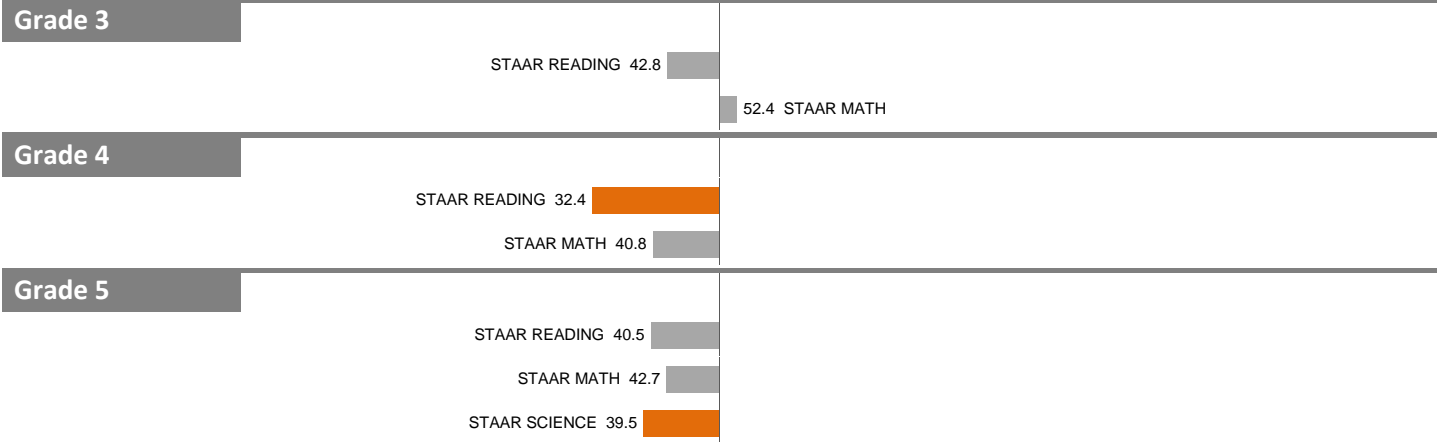 Grade 3
STAAR READING 42.8
52.4 STAAR MATH
Grade 4
STAAR READING 32.4
STAAR MATH 40.8
Grade 5
STAAR READING 40.5
STAAR MATH 42.7
STAAR SCIENCE 39.5